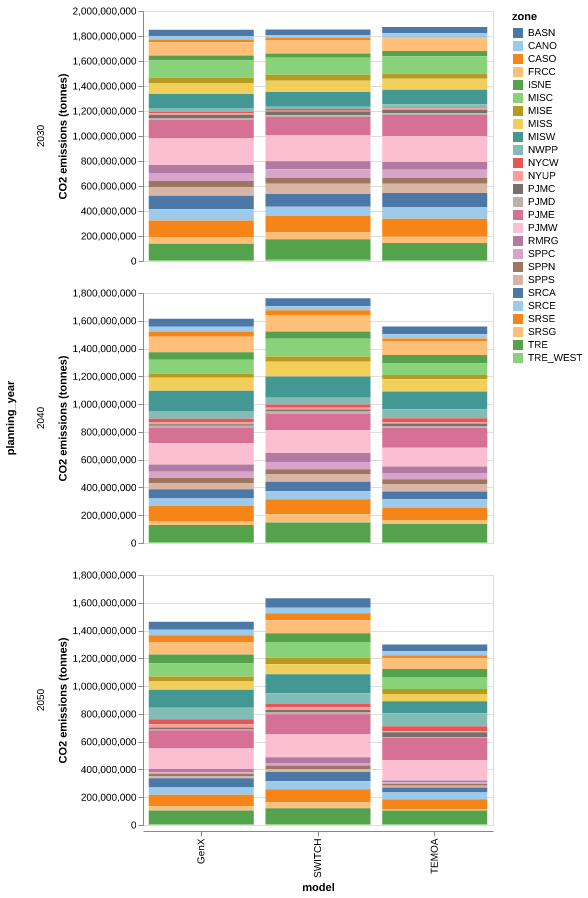 zone
BASN
CANO
CASO
FRCC
ISNE
MISC
MISE
MISS
MISW
NWPP
NYCW
NYUP
PJMC
PJMD
PJME
PJMW
RMRG
SPPC
SPPN
SPPS
SRCA
SRCE
SRSE
SRSG
TRE
TRE_WEST
planning_year
2030
CO2 emissions (tonnes)
2,000,000,000
1,800,000,000
1,600,000,000
1,400,000,000
1,200,000,000
1,000,000,000
800,000,000
600,000,000
400,000,000
200,000,000
0
2040
CO2 emissions (tonnes)
1,800,000,000
1,600,000,000
1,400,000,000
1,200,000,000
1,000,000,000
800,000,000
600,000,000
400,000,000
200,000,000
0
2050
CO2 emissions (tonnes)
1,800,000,000
1,600,000,000
1,400,000,000
1,200,000,000
1,000,000,000
800,000,000
600,000,000
400,000,000
200,000,000
0
GenX
SWITCH
TEMOA
model